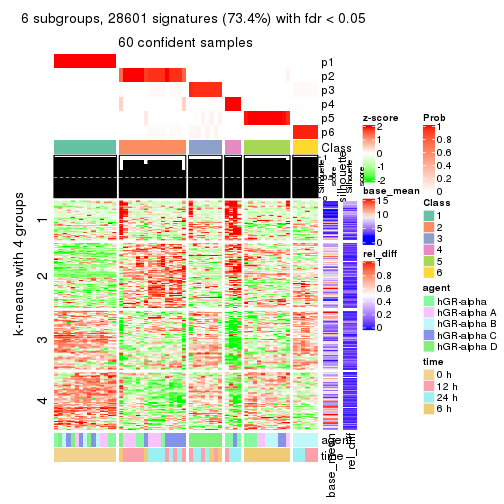 6 subgroups, 28601 signatures (73.4%) with fdr < 0.05
60 confident samples
p1
p2
p3
p4
p5
p6
Class
silhouette
score
k-means with 4 groups
1
2
3
4
agent
time
base_mean
rel_diff
z-score
2
1
0
-1
-2
base_mean
15
10
5
0
rel_diff
1
0.8
0.6
0.4
0.2
0
Prob
1
0.8
0.6
0.4
0.2
0
Class
1
2
3
4
5
6
agent
hGR-alpha
hGR-alpha A
hGR-alpha B
hGR-alpha C
hGR-alpha D
time
0 h
12 h
24 h
6 h